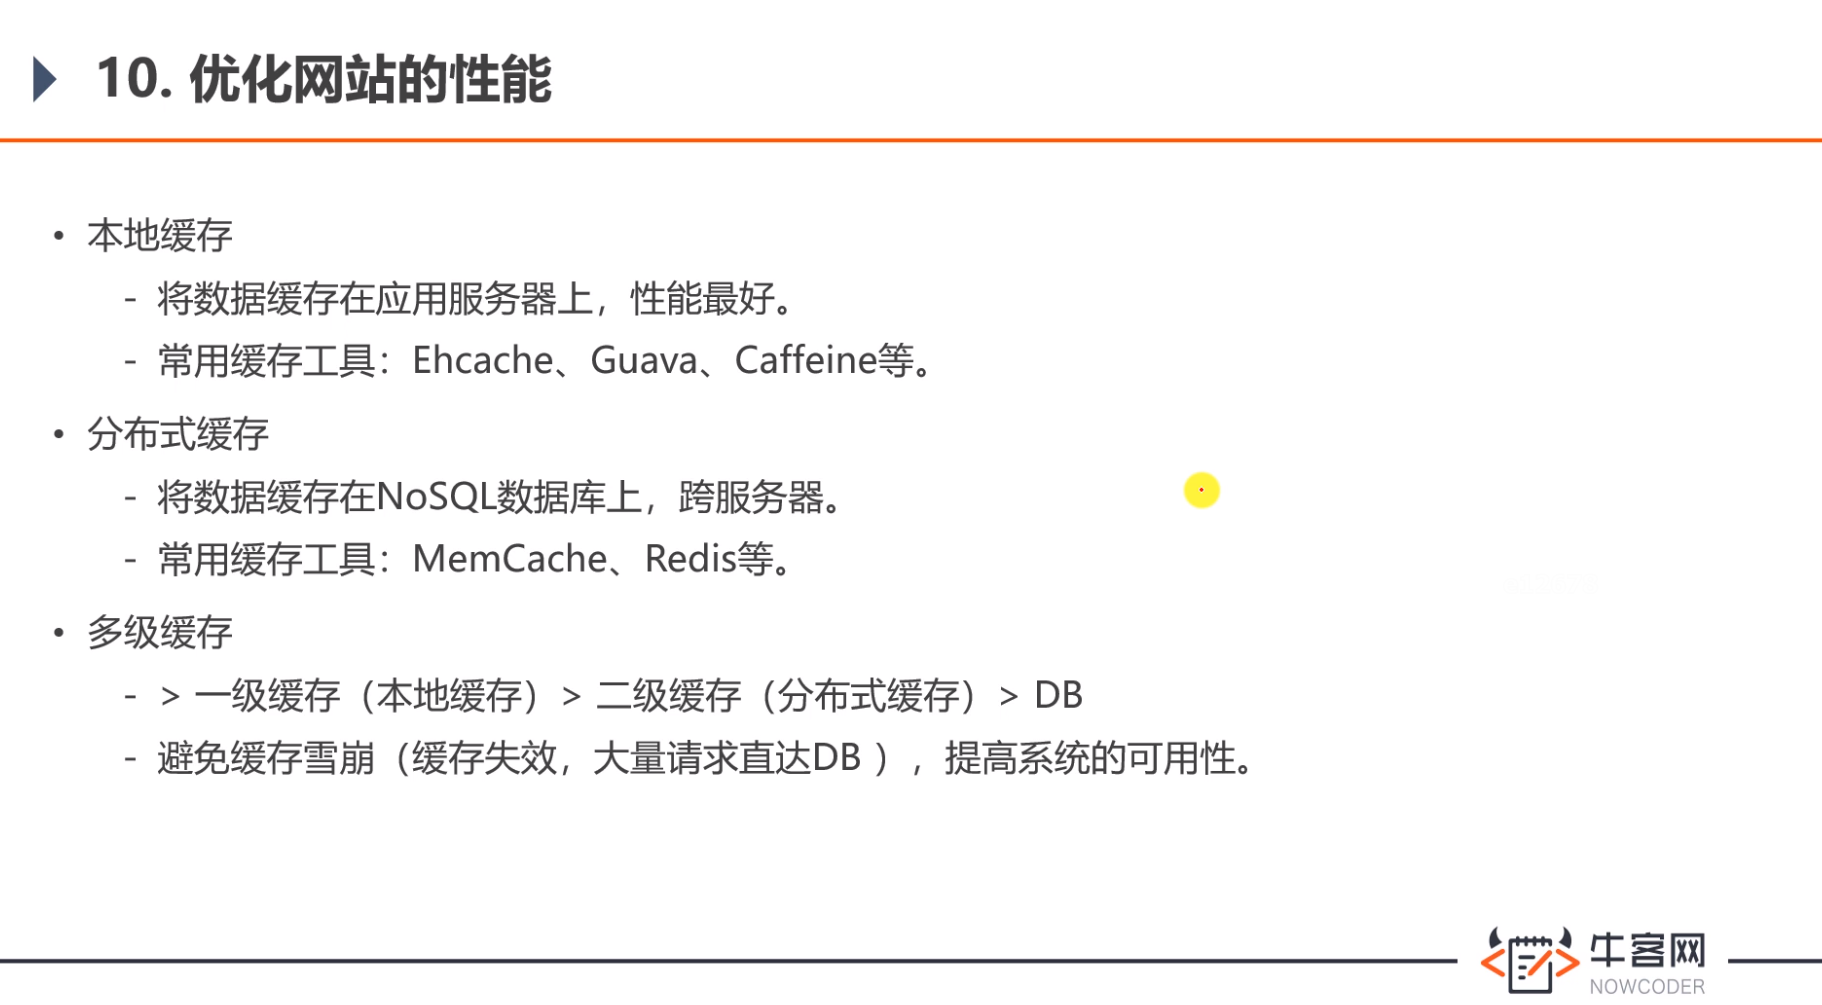 10. 优化网站的性能
• 本地缓存
- 将数据缓存在应用服务器上，性能最好。
- 常用缓存工具：Ehcache、Guava、Caffeine等。
• 分布式缓存
- 将数据缓存在NoSQL数据库上，跨服务器。
- 常用缓存工具：MemCache、Redis等。
• 多级缓存
- > 一级缓存（本地缓存）> 二级缓存（分布式缓存）> DB
- 避免缓存雪崩（缓存失效，大量请求直达DB ），提高系统的可用性。
牛客网
NOWCODER